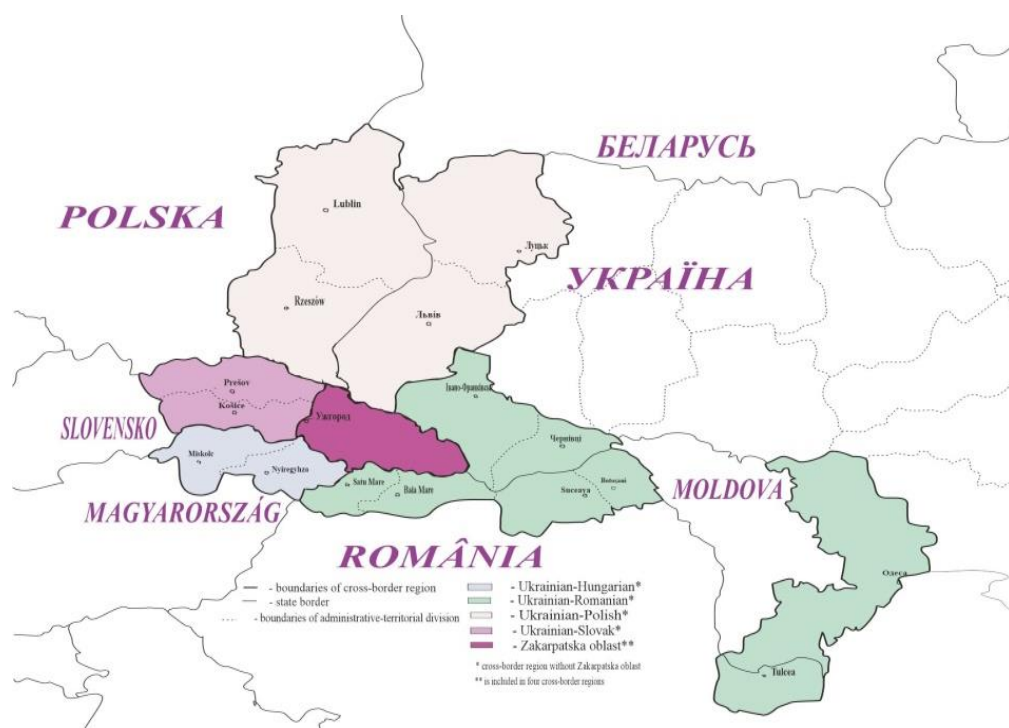 БЕЛАРУСЬ
POLSKA
Lublin
Луцьк
УКРАЇНА
Rzeszów
Львів
Prešov
Košice
Івано-Франківськ
Ужгород
SLOVENSKO
Чернівці
Miskolc
Nyíregyhza
Satu Mare
Baia Mare
Suceava
Botoșani
MOLDOVA
MAGYARORSZÁG
Одеса
ROMÂNIA
- boundaries of cross-border region
- state border
- boundaries of administrative-territorial division
- Ukrainian-Hungarian*
- Ukrainian-Romanian*
- Ukrainian-Polish*
- Ukrainian-Slovak*
- Zakarpatska oblast**
* cross-border region without Zakarpatska oblast
** is included in four cross-border regions
Tulcea